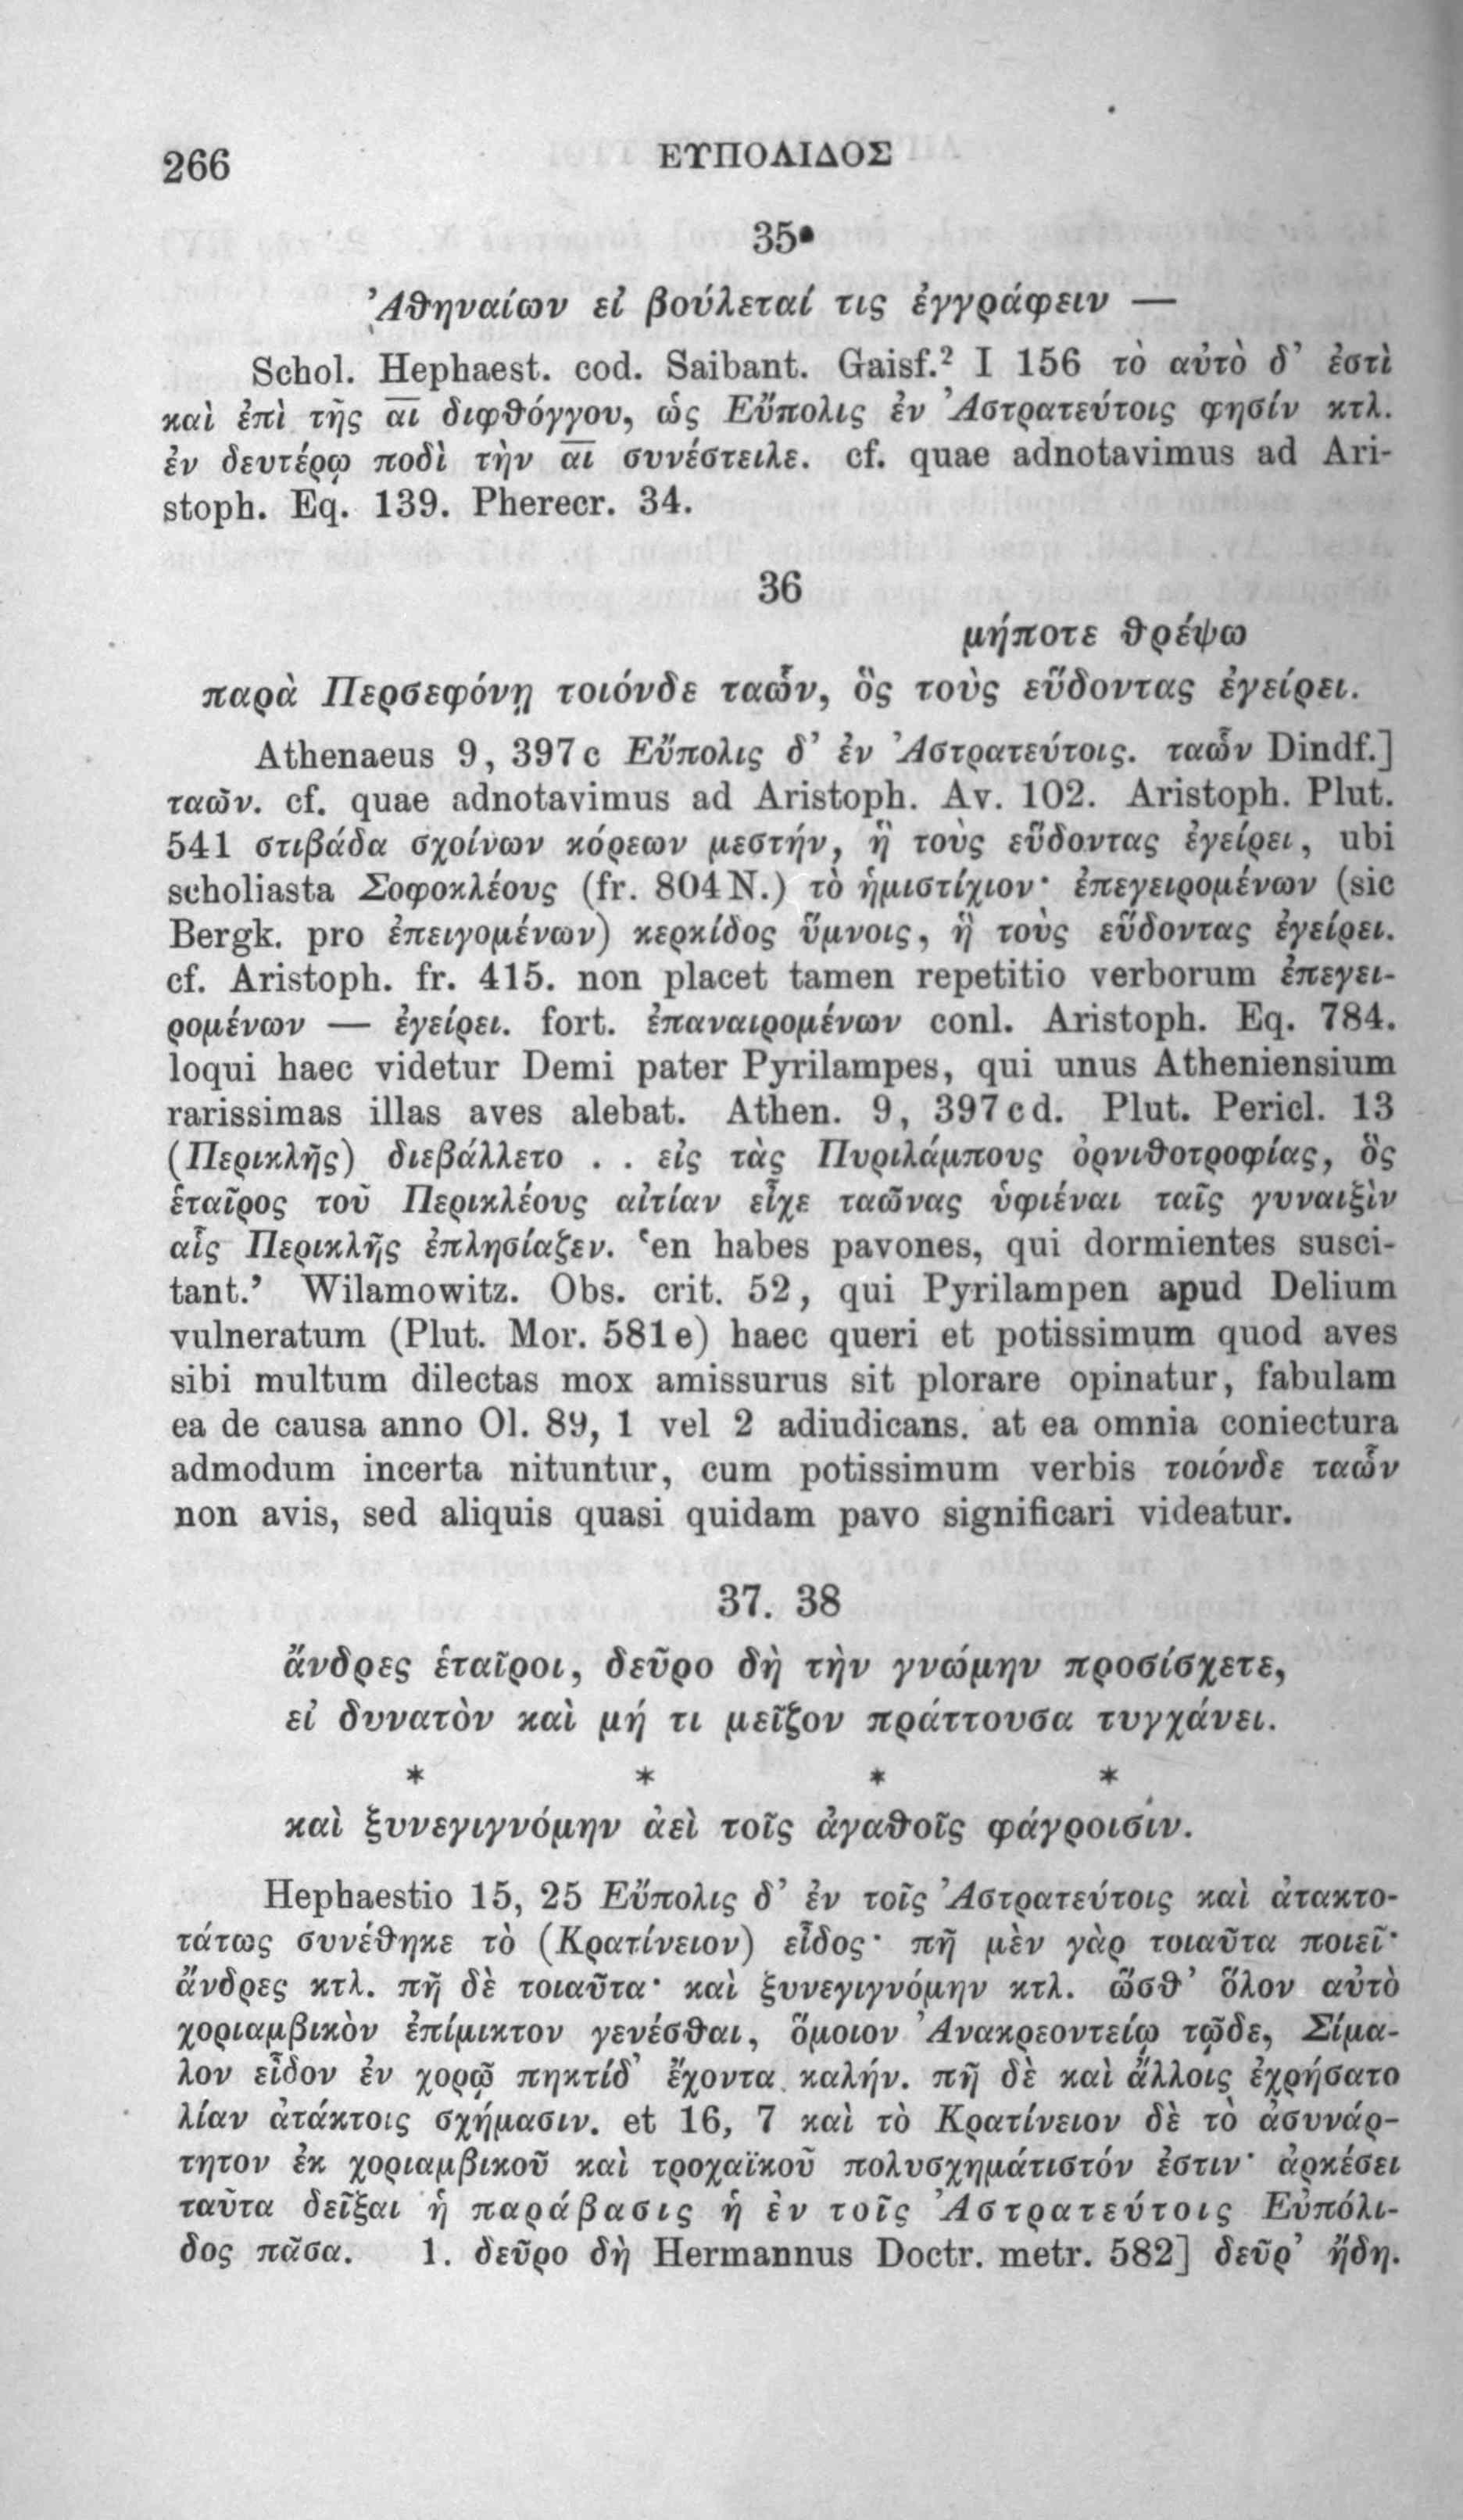 266
ΕΥΠΟΛΙΔΟΣ
35
Ἀθηναίων εἰ βούλεταί τις ἐγγράφειν —
Schol. Hephaest. cod. Saibant. Gaisf.² I 156 τὸ αὐτὸ δ’ ἐστὶ
καὶ ἐπὶ τῆς α̅ι̅ διφθόγγου, ὡς Εὔπολις ἐν Ἀστρατεύτοις φησίν κτλ.
ἐν δευτέρῳ ποδὶ τὴν α̅ι̅ συνέστειλε. cf. quae adnotavimus ad Ari-
stoph. Eq. 139. Pherecr. 34.
36
μήποτε θρέψω
παρὰ Περσεφόνῃ τοιόνδε ταὧν, ὃς τοὺς εὕδοντας ἐγείρει.
Athenaeus 9, 397 c Εὔπολις δ’ ἐν Ἀστρατεύτοις. ταὧν Dindf.]
ταῶν. cf. quae adnotavimus ad Aristoph. Av. 102. Aristoph. Plut.
541 στιβάδα σχοίνων κόρεων μεστήν, ἣ τοὺς εὕδοντας ἐγείρει, ubi
scholiasta Σοφοκλέους (fr. 804 N.) τὸ ἡμιστίχιον· ἐπεγειρομένων (sic
Bergk. pro ἐπειγομένων) κερκίδος ὕμνοις, ἣ τοὺς εὕδοντας ἐγείρει.
cf. Aristoph. fr. 415. non placet tamen repetitio verborum ἐπεγει-
ρομένων — ἐγείρει. fort. ἐπαναιρομένων conl. Aristoph. Eq. 784.
loqui haec videtur Demi pater Pyrilampes, qui unus Atheniensium
rarissimas illas aves alebat. Athen. 9, 397 c d. Plut. Pericl. 13
(Περικλῆς) διεβάλλετο . . εἰς τὰς Πυριλάμπους ὀρνιθοτροφίας, ὃς
ἑταῖρος τοῦ Περικλέους αἰτίαν εἶχε ταῶνας ὑφιέναι ταῖς γυναιξὶν
αἷς Περικλῆς ἐπλησίαζεν. ‘en habes pavones, qui dormientes susci-
tant.’ Wilamowitz. Obs. crit. 52, qui Pyrilampen apud Delium
vulneratum (Plut. Mor. 581 e) haec queri et potissimum quod aves
sibi multum dilectas mox amissurus sit plorare opinatur, fabulam
ea de causa anno Ol. 89, 1 vel 2 adiudicans. at ea omnia coniectura
admodum incerta nituntur, cum potissimum verbis τοιόνδε ταὧν
non avis, sed aliquis quasi quidam pavo significari videatur.
37. 38
ἄνδρες ἑταῖροι, δεῦρο δὴ τὴν γνώμην προσίσχετε,
εἰ δυνατὸν καὶ μή τι μεῖζον πράττουσα τυγχάνει.
* * * *
καὶ ξυνεγιγνόμην ἀεὶ τοῖς ἀγαθοῖς φάγροισιν.
Hephaestio 15, 25 Εὔπολις δ’ ἐν τοῖς Ἀστρατεύτοις καὶ ἀτακτο-
τάτως συνέθηκε τὸ (Κρατίνειον) εἶδος· πῆ μὲν γὰρ τοιαῦτα ποιεῖ·
ἄνδρες κτλ. πῆ δὲ τοιαῦτα· καὶ ξυνεγιγνόμην κτλ. ὥσθ’ ὅλον αὐτὸ
χοριαμβικὸν ἐπίμικτον γενέσθαι, ὅμοιον Ἀνακρεοντείῳ τῷδε, Σίμα-
λον εἶδον ἐν χορῷ πηκτίδ’ ἔχοντα καλήν. πῆ δὲ καὶ ἄλλοις ἐχρήσατο
λίαν ἀτάκτοις σχήμασιν. et 16, 7 καὶ τὸ Κρατίνειον δὲ τὸ ἀσυνάρ-
τητον ἐκ χοριαμβικοῦ καὶ τροχαϊκοῦ πολυσχημάτιστόν ἐστιν· ἀρκέσει
ταῦτα δεῖξαι ἡ παράβασις ἡ ἐν τοῖς Ἀστρατεύτοις Εὐπόλι-
δος πᾶσα. 1. δεῦρο δὴ Hermannus Doctr. metr. 582] δεῦρ’ ἤδη.